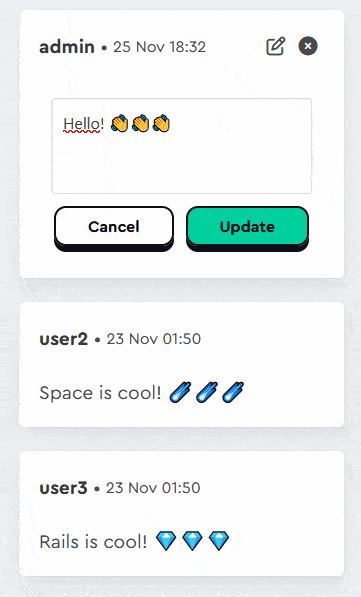 admin • 25 Nov 18:32
Hello! 👏👏👏
Cancel
Update
user2 • 23 Nov 01:50
Space is cool! ☄️☄️☄️
user3 • 23 Nov 01:50
Rails is cool! 💎💎💎